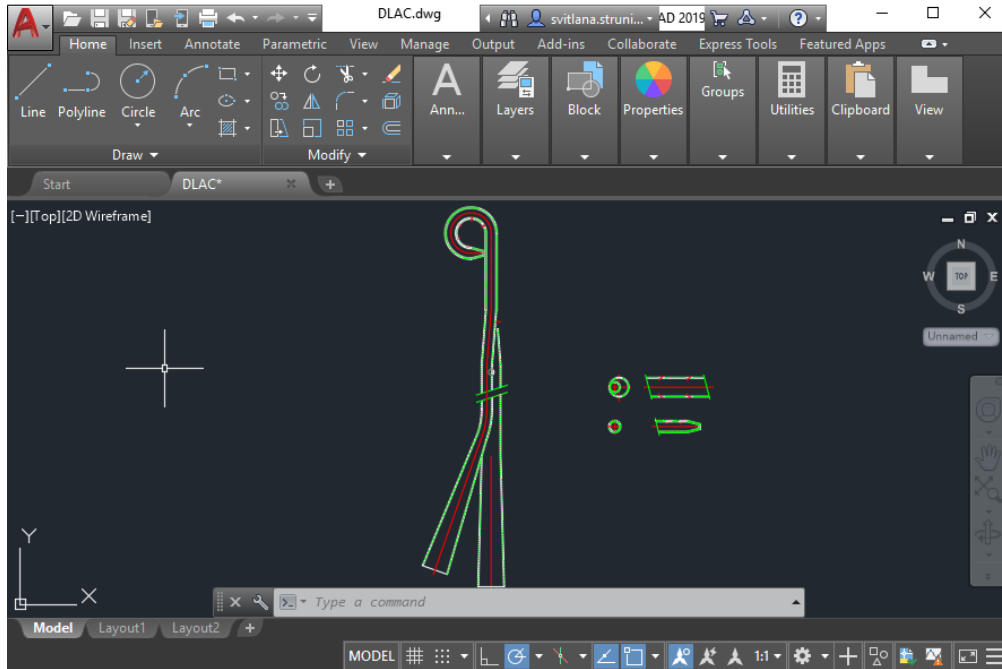 DLAC.dwg
svitlana.struni...
AD 2019
Home Insert Annotate Parametric View Manage Output Add-ins Collaborate Express Tools Featured Apps
Line Polyline Circle Arc
Ann... Layers Block Properties Groups Utilities Clipboard View
Draw Modify
Start DLAC*
[−][Top][2D Wireframe]
N
W TOP E
S
Unnamed
Y
X
Type a command
Model Layout1 Layout2 +
MODEL 1:1